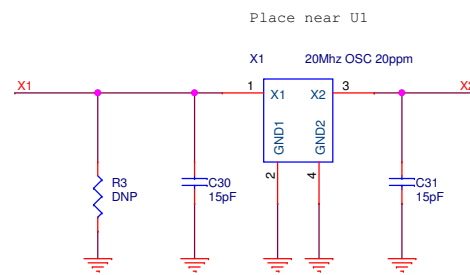 Place near U1
X1 20Mhz OSC 20ppm
X1 1 X1 X2 3 X2
GND1 GND2
2 4
R3 C30 C31
DNP 15pF 15pF